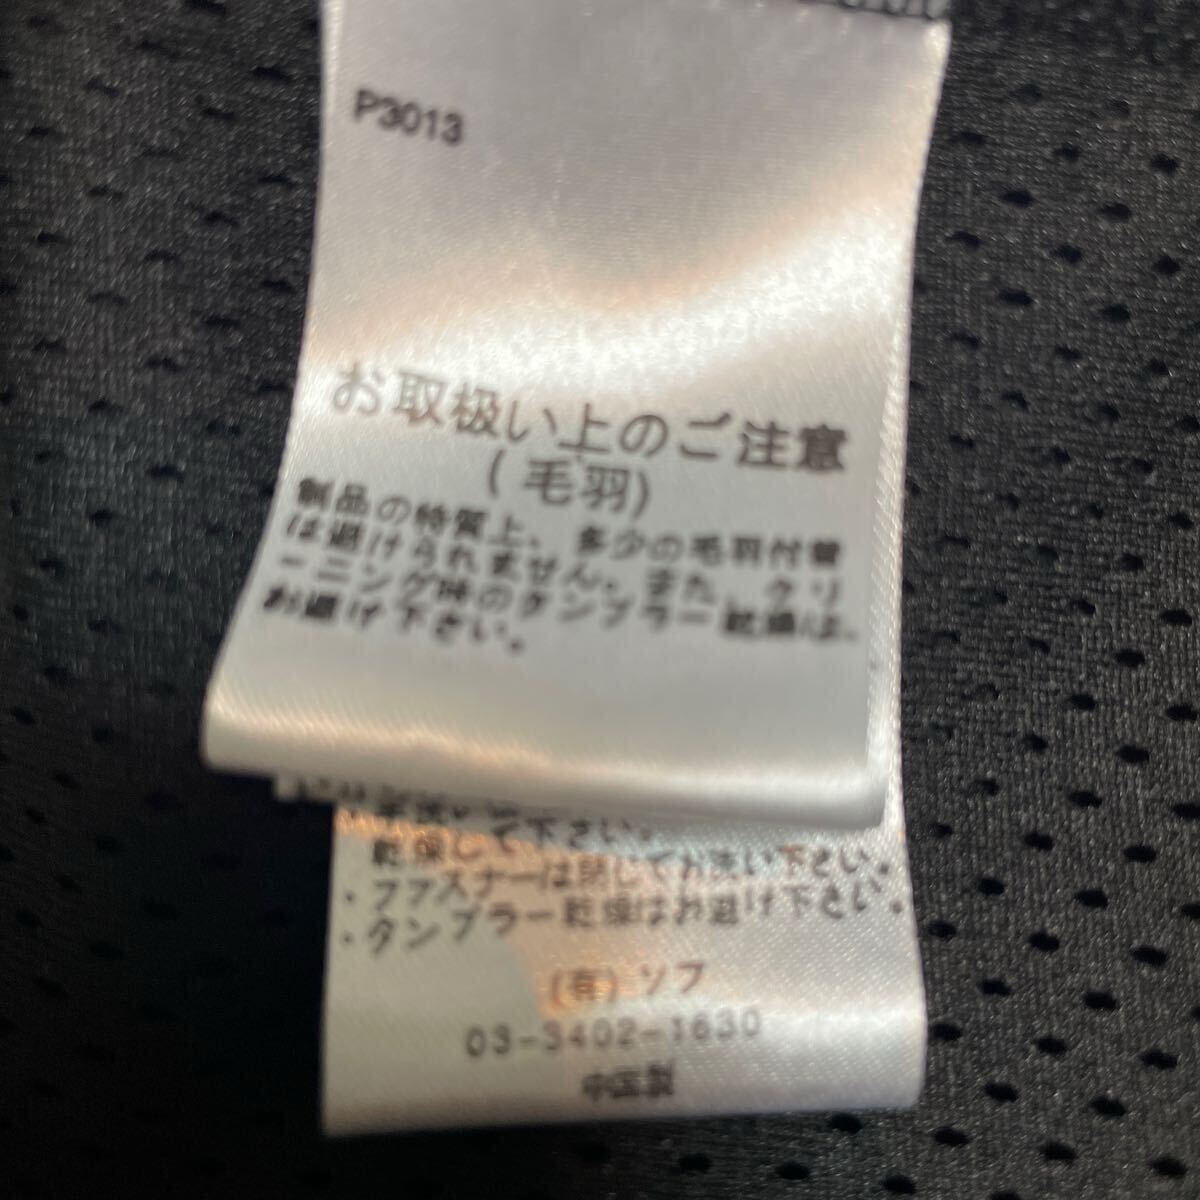 P3013
お取扱い上のご注意
(毛羽)
製品の特質上、多少の毛羽付着
は避けられません。また、クリ
ーニング時のタンブラー乾燥は、
お避け下さい。
乾燥して下さい。
・ファスナーは閉じてお洗い下さい。
・タンブラー乾燥はお避け下さい。
(有)ソフ
03-3402-1630
中国製